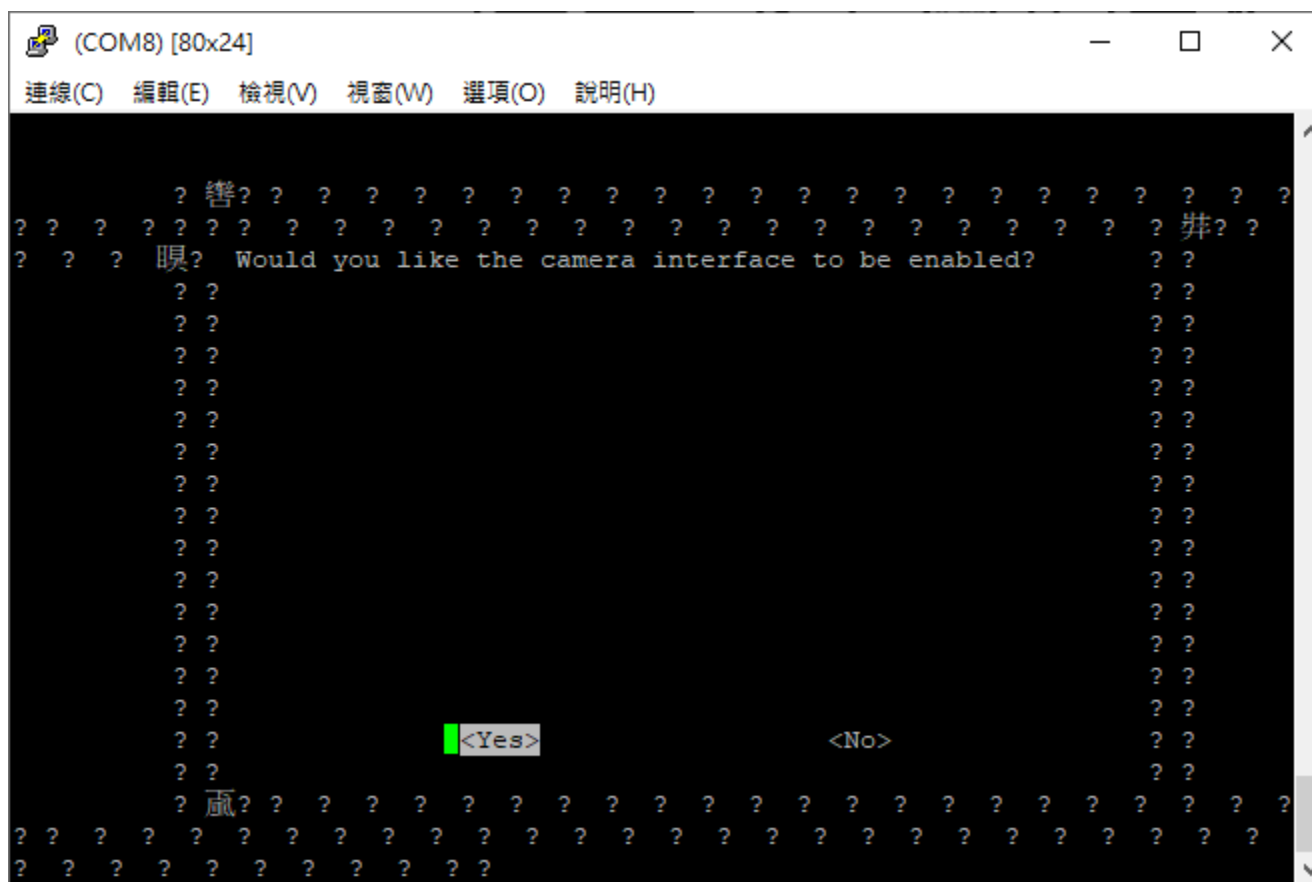 (COM8) [80x24]
連線(C) 編輯(E) 檢視(V) 視窗(W) 選項(O) 說明(H)
? ? ? ? ? ? ? ? ? ? ? ? ? ? ? ? ? ? ? ? ? ? ? ? ?
? ? ? ? ? ? ? ? ? ? ? ? ? ? ? ? ? ? ? ? ? ? ? ? ? ? ? ?
? ? ? ? Would you like the camera interface to be enabled? ? ?
? ? ? ?
? ? ? ?
? ? ? ?
? ? ? ?
? ? ? ?
? ? ? ?
? ? ? ?
? ? ? ?
? ? ? ?
? ? ? ?
? ? ? ?
? ? ? ?
? ? ? ?
? ? ? ?
? ? <Yes> <No> ? ?
? ? ? ?
? ? ? ? ? ? ? ? ? ? ? ? ? ? ? ? ? ? ? ? ? ? ? ? ?
? ? ? ? ? ? ? ? ? ? ? ? ? ? ? ? ? ? ? ? ? ? ? ? ? ? ?
? ? ? ? ? ? ? ? ? ? ?